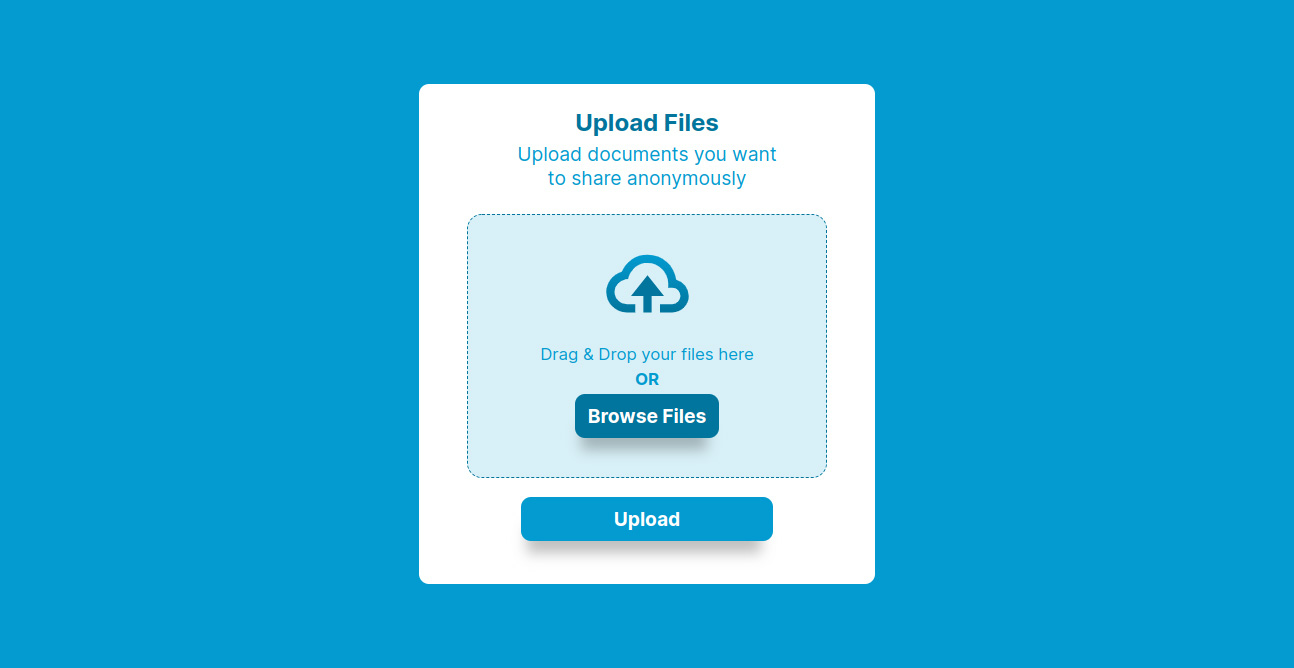 Upload Files
Upload documents you want
to share anonymously
Drag & Drop your files here
OR
Browse Files
Upload